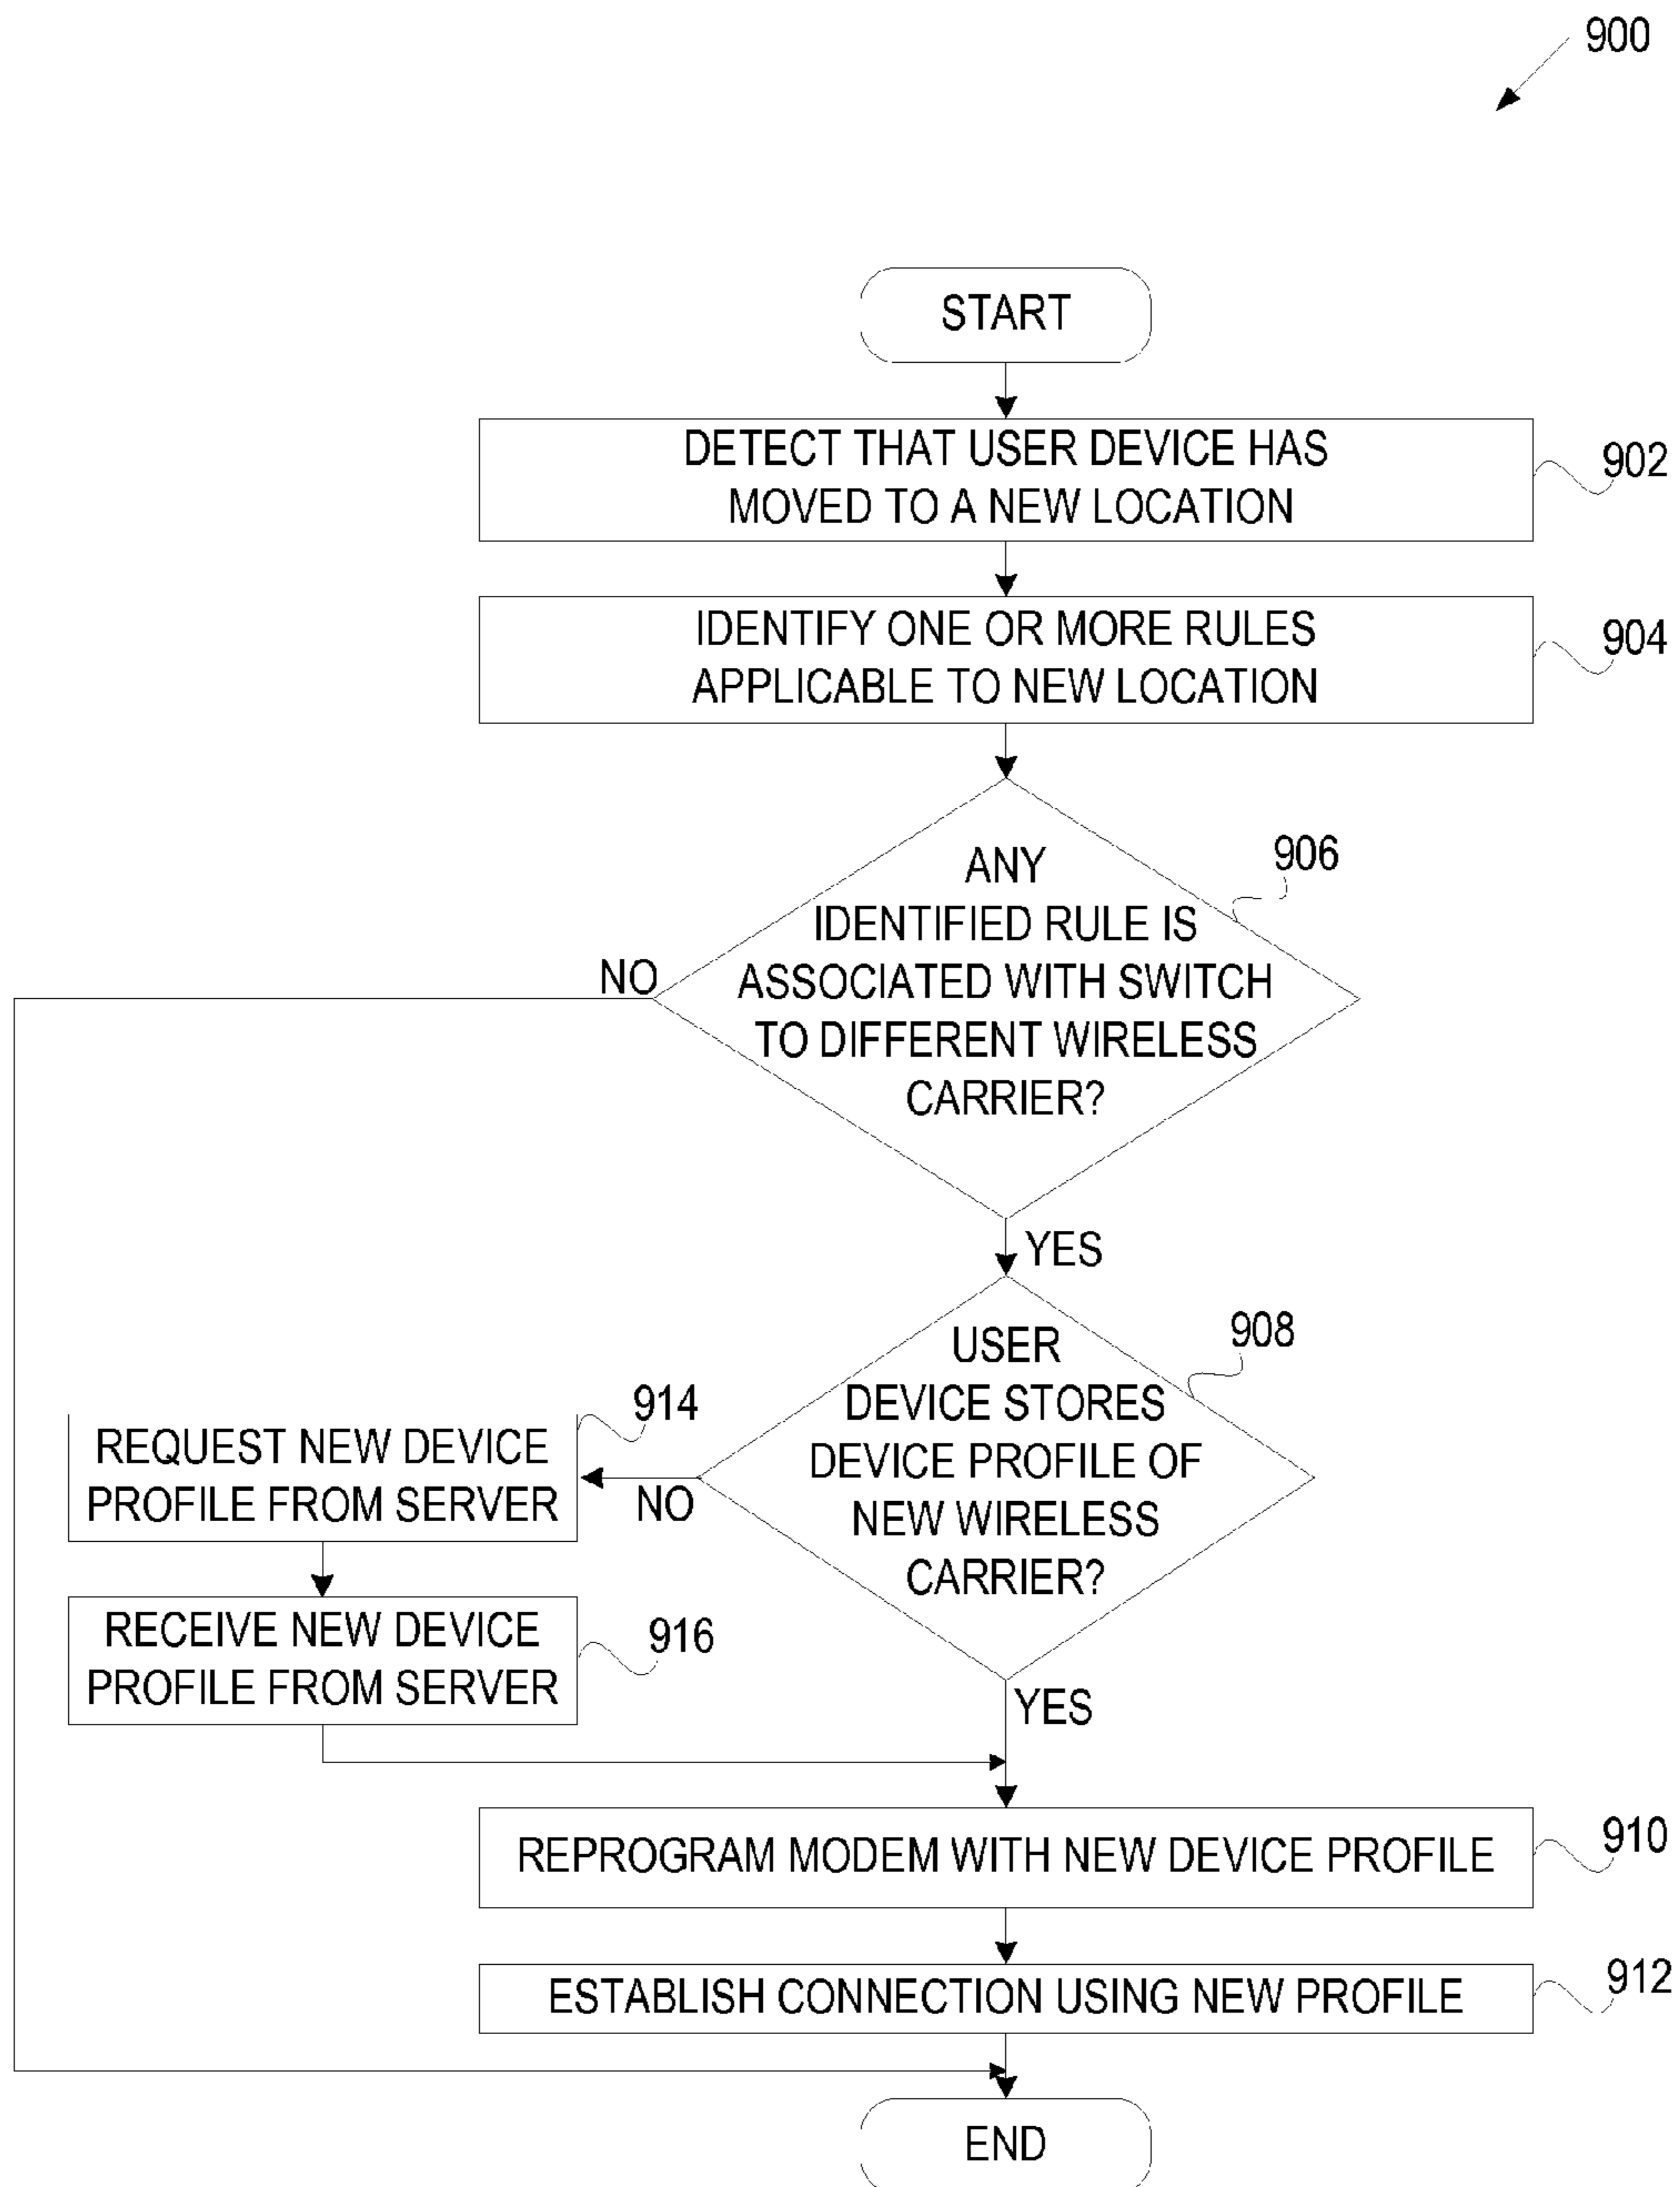 900
START
DETECT THAT USER DEVICE HAS
MOVED TO A NEW LOCATION
902
IDENTIFY ONE OR MORE RULES
APPLICABLE TO NEW LOCATION
904
ANY
IDENTIFIED RULE IS
ASSOCIATED WITH SWITCH
TO DIFFERENT WIRELESS
CARRIER?
906
NO
YES
USER
DEVICE STORES
DEVICE PROFILE OF
NEW WIRELESS
CARRIER?
908
NO
REQUEST NEW DEVICE
PROFILE FROM SERVER
914
RECEIVE NEW DEVICE
PROFILE FROM SERVER
916
YES
REPROGRAM MODEM WITH NEW DEVICE PROFILE
910
ESTABLISH CONNECTION USING NEW PROFILE
912
END